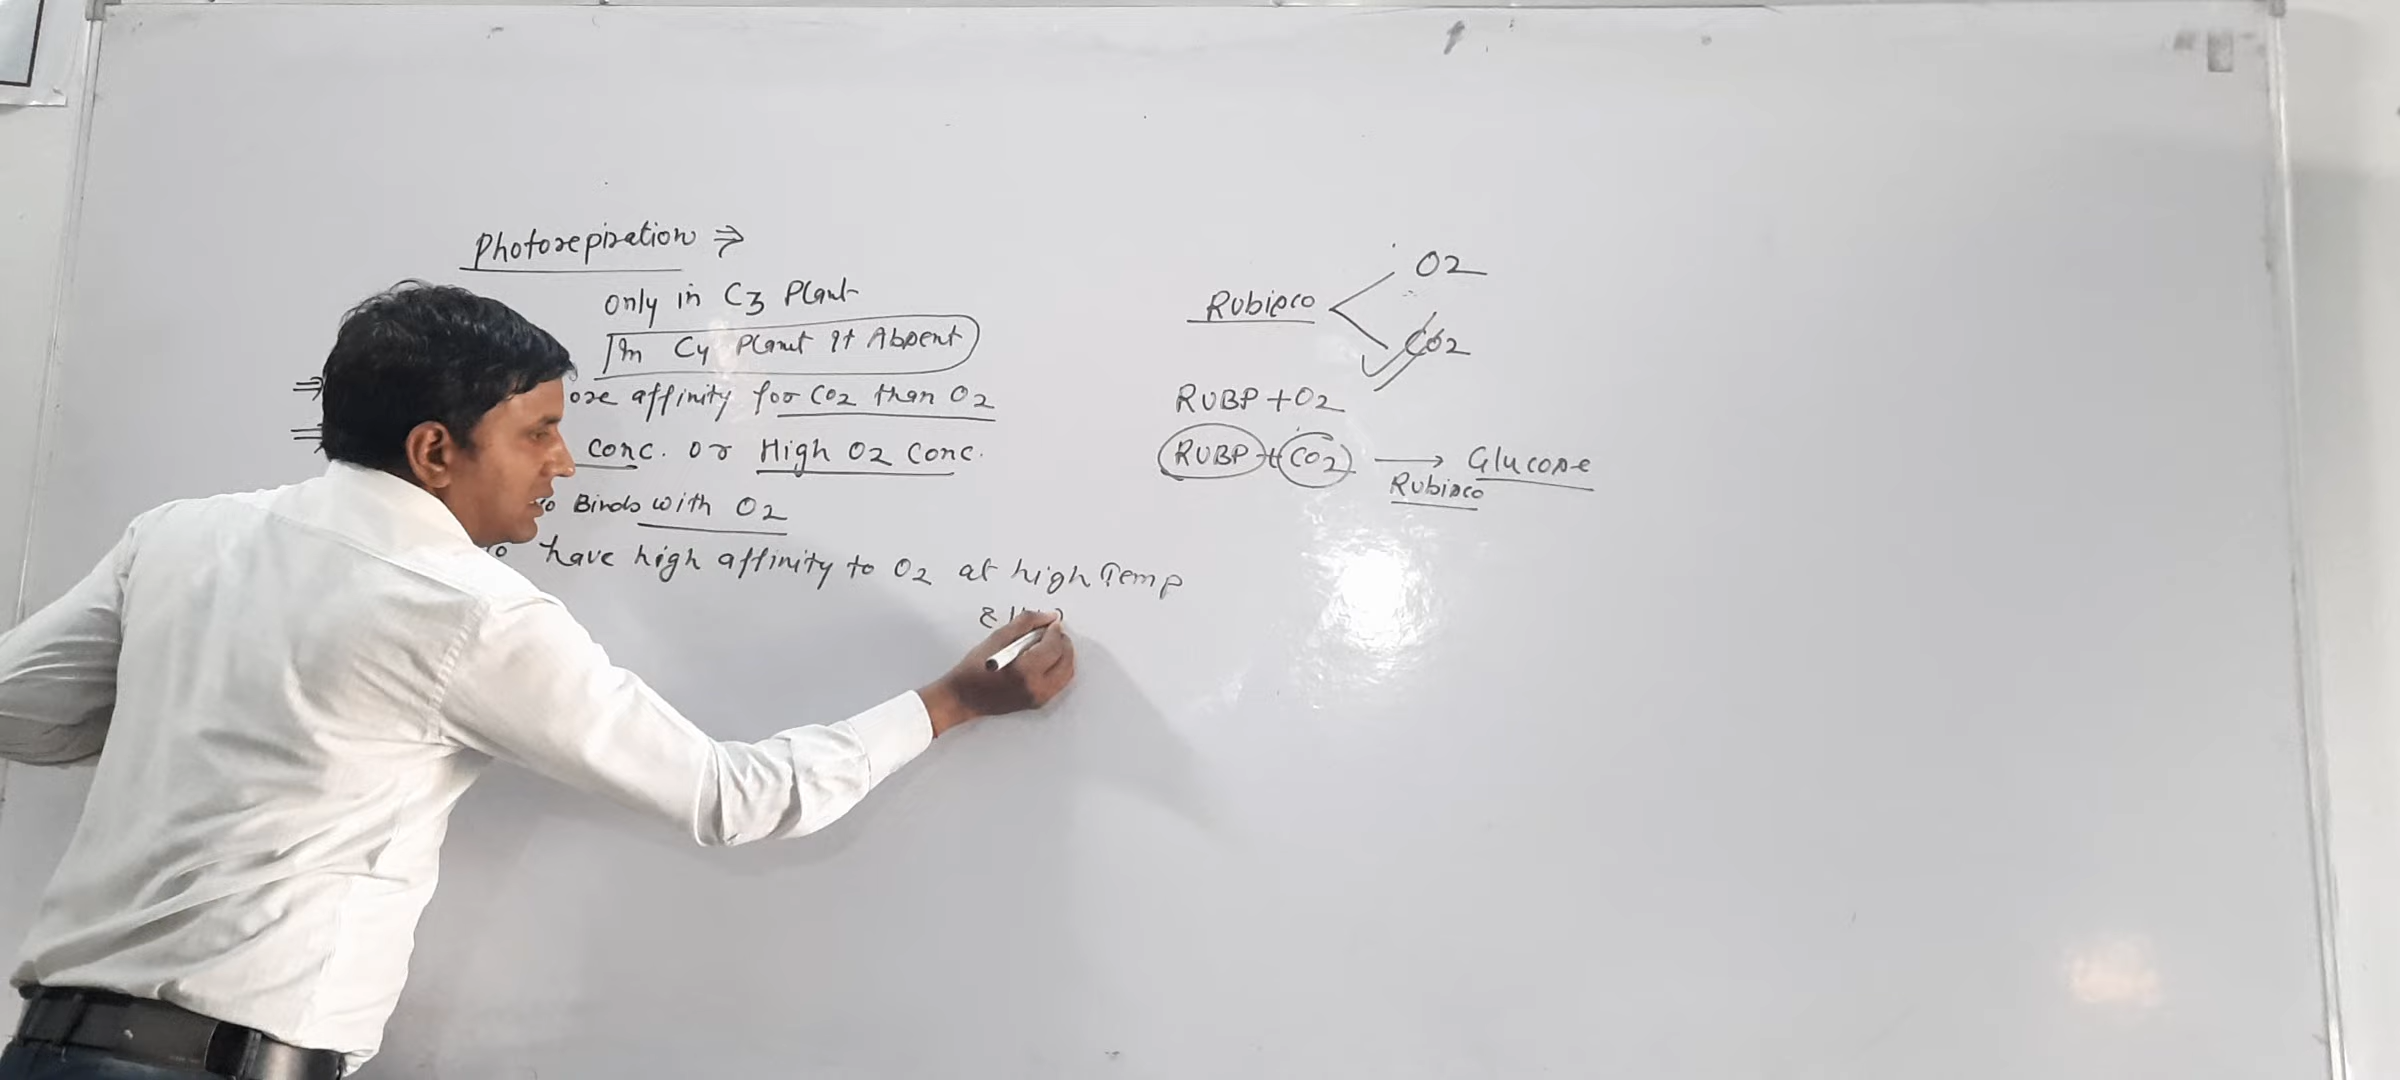 Photorepiration ⇒
only in C3 Plant
In C4 Plant It Absent
⇒ ore affinity for CO2 than O2
⇒ conc. or High O2 Conc.
o Binds with O2
o have high affinity to O2 at high Temp
&
Rubisco
O2
CO2
RUBP + O2
RUBP + CO2 → Glucose
Rubisco